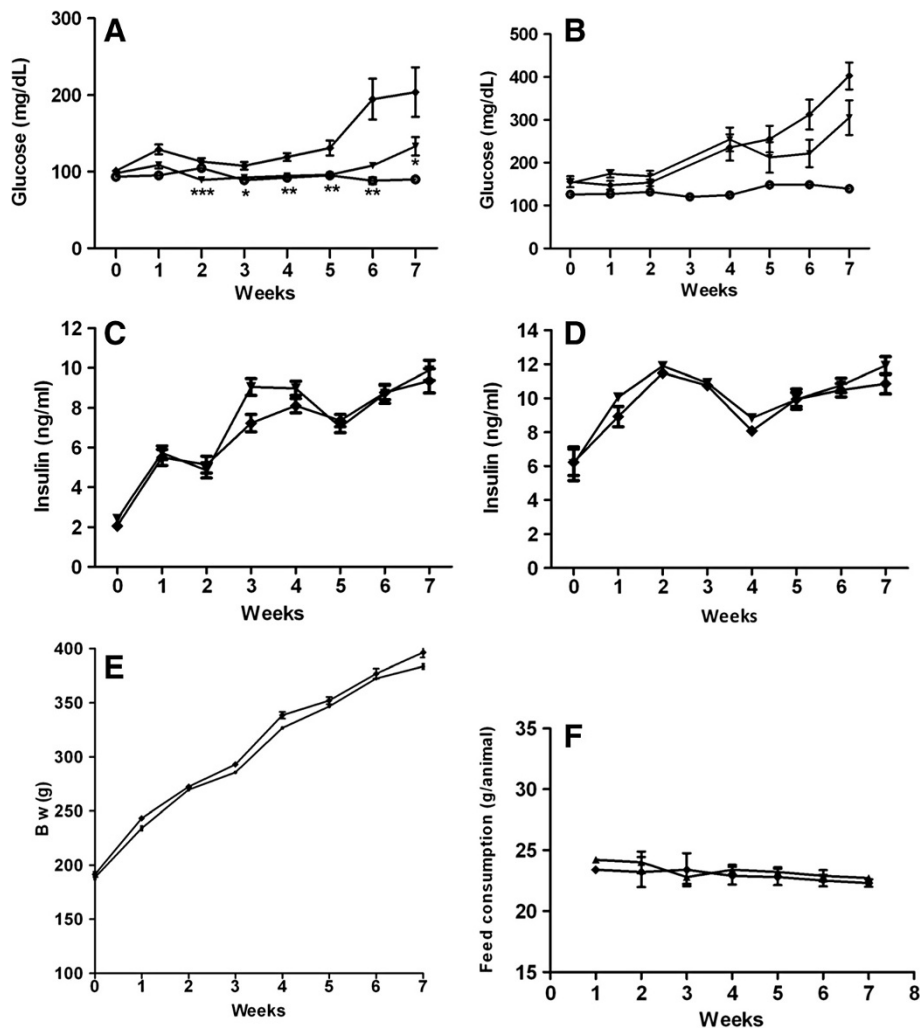 A
Glucose (mg/dL)
300
200
100
0
***
*
**
**
**
*
0 1 2 3 4 5 6 7
Weeks
B
Glucose (mg/dL)
500
400
300
200
100
0
0 1 2 3 4 5 6 7
Weeks
C
Insulin (ng/ml)
12
10
8
6
4
2
0
0 1 2 3 4 5 6 7
Weeks
D
Insulin (ng/ml)
14
12
10
8
6
4
2
0
0 1 2 3 4 5 6 7
Weeks
E
B w (g)
400
350
300
250
200
150
100
0 1 2 3 4 5 6 7
Weeks
F
Feed consumption (g/animal)
35
30
25
20
15
0 1 2 3 4 5 6 7 8
Weeks